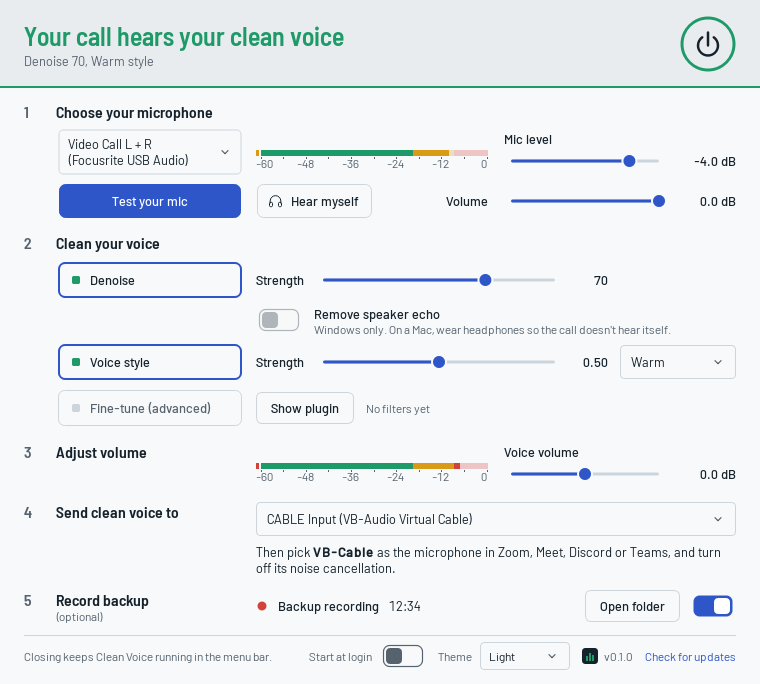 Your call hears your clean voice
Denoise 70, Warm style
1 Choose your microphone
Video Call L + R
(Focusrite USB Audio)
-60 -48 -36 -24 -12 0
Mic level
-4.0 dB
Test your mic
Hear myself
Volume
0.0 dB
2 Clean your voice
Denoise
Strength
70
Remove speaker echo
Windows only. On a Mac, wear headphones so the call doesn't hear itself.
Voice style
Strength
0.50
Warm
Fine-tune (advanced)
Show plugin
No filters yet
3 Adjust volume
-60 -48 -36 -24 -12 0
Voice volume
0.0 dB
4 Send clean voice to
CABLE Input (VB-Audio Virtual Cable)
Then pick VB-Cable as the microphone in Zoom, Meet, Discord or Teams, and turn
off its noise cancellation.
5 Record backup
(optional)
Backup recording 12:34
Open folder
Closing keeps Clean Voice running in the menu bar.
Start at login
Theme
Light
v0.1.0
Check for updates